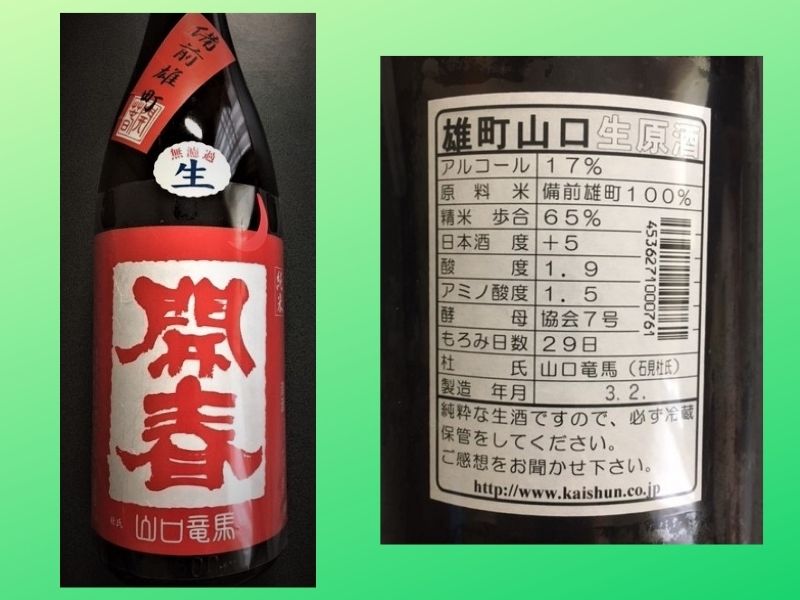 備前雄町
無濾過
生
純米
開春
杜氏 山口竜馬
雄町山口生原酒
アルコール 17%
原料米 備前雄町100%
精米歩合 65%
日本酒度 +5
酸度 1.9
アミノ酸度 1.5
酵母 協会7号
もろみ日数 29日
杜氏 山口竜馬(石見杜氏)
製造年月 3.2.
4536271000761
純粋な生酒ですので、必ず冷蔵
保管をしてください。
ご感想をお聞かせ下さい。
http://www.kaishun.co.jp